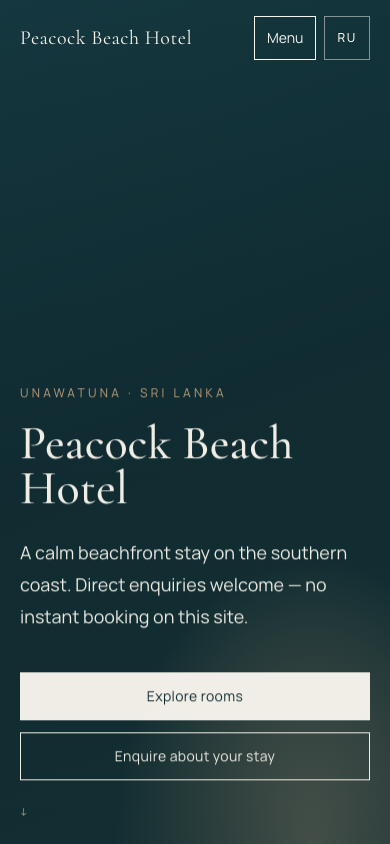 Peacock Beach Hotel
Menu
RU
UNAWATUNA · SRI LANKA
Peacock Beach
Hotel
A calm beachfront stay on the southern
coast. Direct enquiries welcome — no
instant booking on this site.
Explore rooms
Enquire about your stay
↓